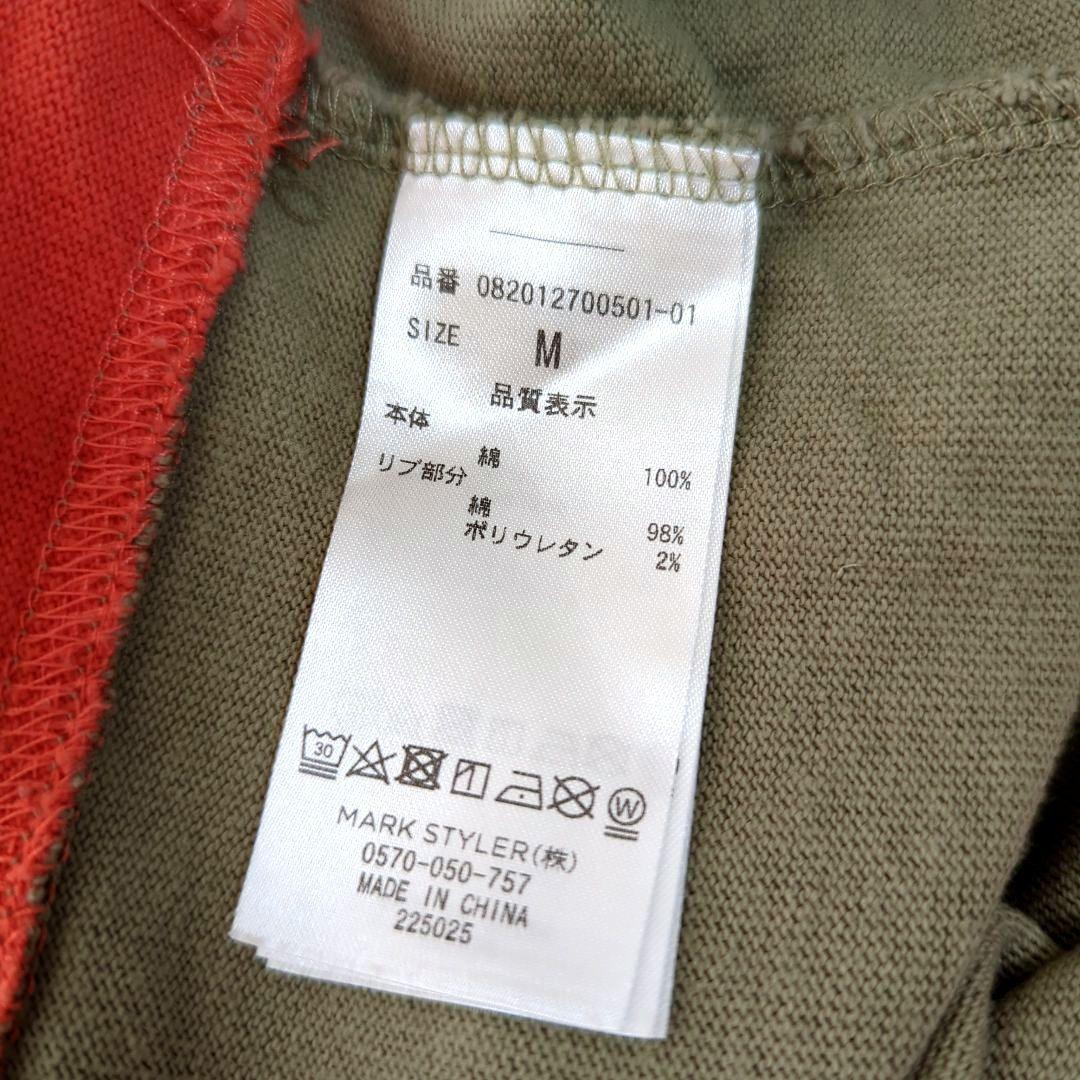 品番 082012700501-01
SIZE M
品質表示
本体
綿 100%
リブ部分
綿 98%
ポリウレタン 2%
30
W
MARK STYLER(株)
0570-050-757
MADE IN CHINA
225025